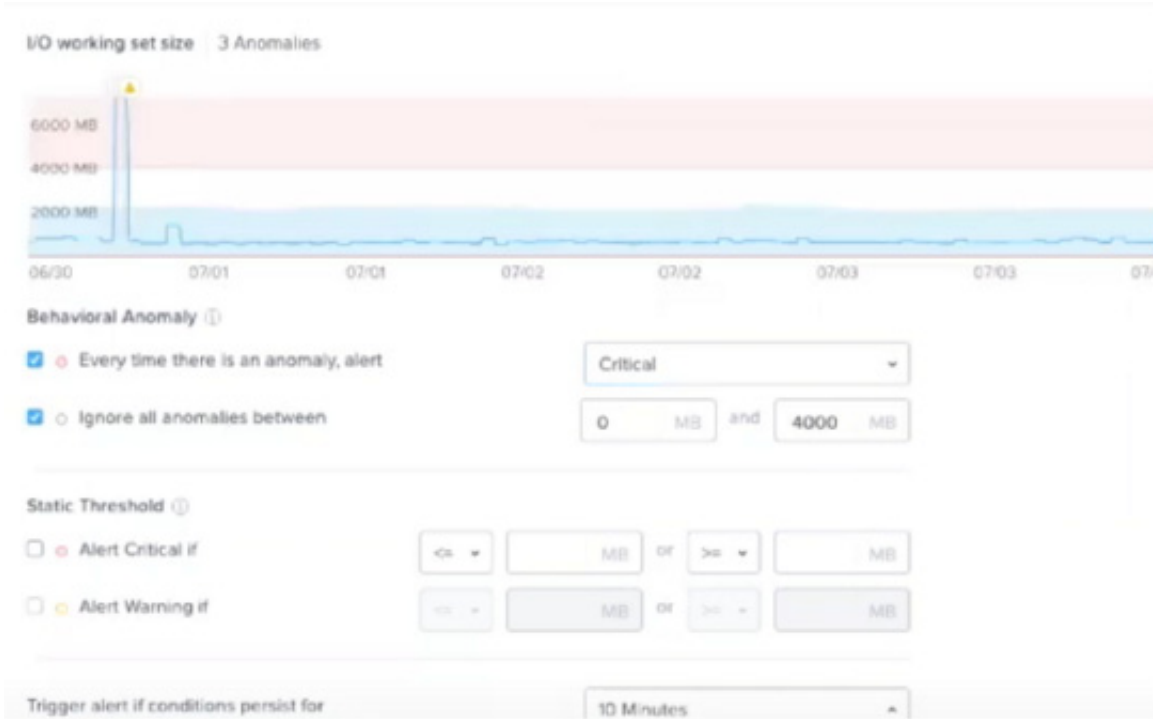 I/O working set size 3 Anomalies
6000 MB
4000 MB
2000 MB
06/30 07/01 07/01 07/02 07/02 07/03 07/03 07/
Behavioral Anomaly
Every time there is an anomaly, alert Critical
Ignore all anomalies between 0 MB and 4000 MB
Static Threshold
Alert Critical if <= MB or >= MB
Alert Warning if <= MB or >= MB
Trigger alert if conditions persist for 10 Minutes